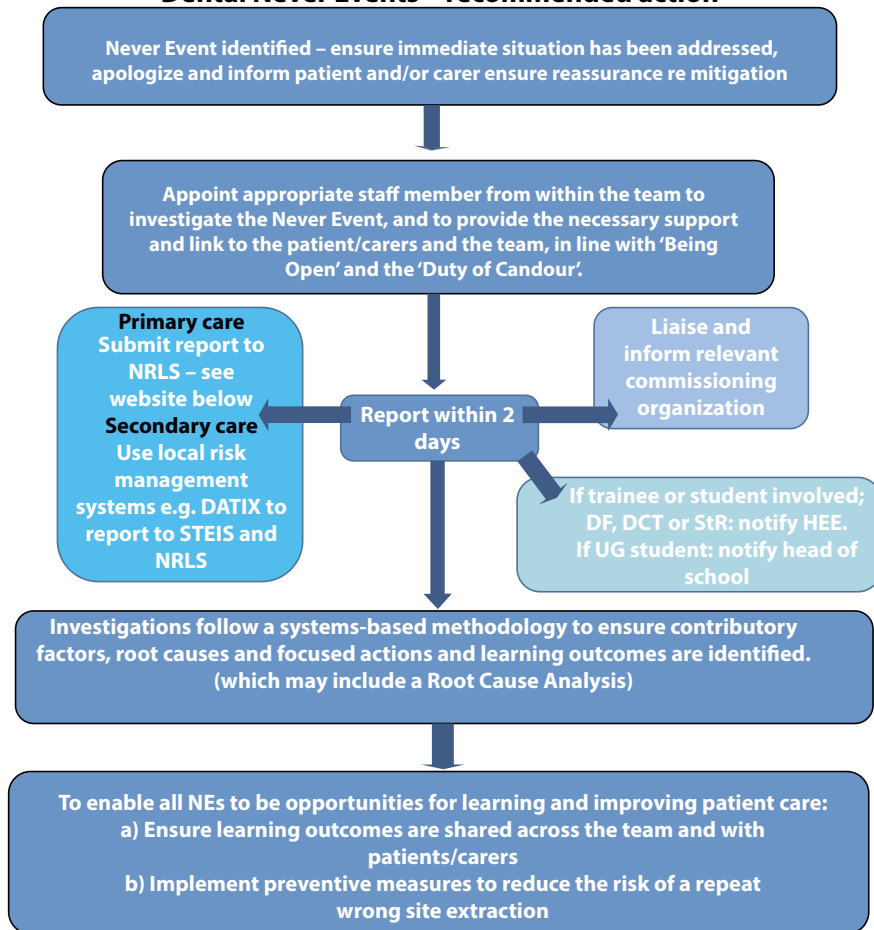 Dental Never Events – recommended action
Never Event identified – ensure immediate situation has been addressed,
apologize and inform patient and/or carer ensure reassurance re mitigation
Appoint appropriate staff member from within the team to
investigate the Never Event, and to provide the necessary support
and link to the patient/carers and the team, in line with ‘Being
Open’ and the ‘Duty of Candour’.
Primary care
Submit report to
NRLS – see
website below
Secondary care
Use local risk
management
systems e.g. DATIX to
report to STEIS and
NRLS
Report within 2
days
Liaise and
inform relevant
commissioning
organization
If trainee or student involved;
DF, DCT or StR: notify HEE.
If UG student: notify head of
school
Investigations follow a systems-based methodology to ensure contributory
factors, root causes and focused actions and learning outcomes are identified.
(which may include a Root Cause Analysis)
To enable all NEs to be opportunities for learning and improving patient care:
a) Ensure learning outcomes are shared across the team and with
patients/carers
b) Implement preventive measures to reduce the risk of a repeat
wrong site extraction